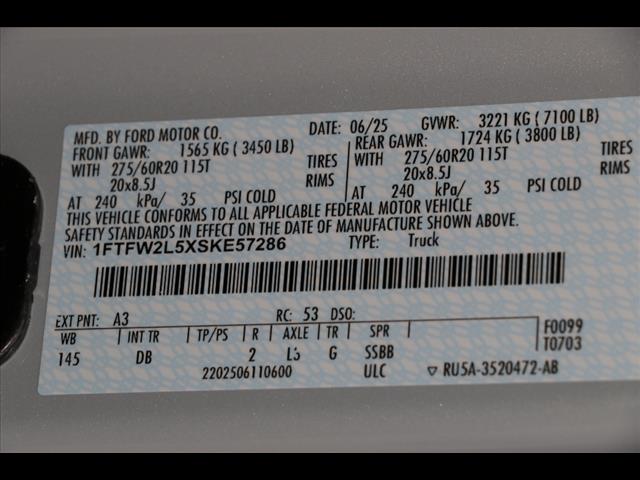 MFD. BY FORD MOTOR CO. DATE: 06/25 GVWR: 3221 KG ( 7100 LB)
FRONT GAWR: 1565 KG ( 3450 LB) REAR GAWR: 1724 KG ( 3800 LB)
WITH 275/60R20 115T TIRES WITH 275/60R20 115T TIRES
20x8.5J RIMS 20x8.5J RIMS
AT 240 kPa/ 35 PSI COLD AT 240 kPa/ 35 PSI COLD
THIS VEHICLE CONFORMS TO ALL APPLICABLE FEDERAL MOTOR VEHICLE
SAFETY STANDARDS IN EFFECT ON THE DATE OF MANUFACTURE SHOWN ABOVE.
VIN: 1FTFW2L5XSKE57286 TYPE: Truck
EXT PNT: A3 RC: 53 DSO:
WB INT TR TP/PS R AXLE TR SPR F0099
145 DB 2 L3 G SSBB T0703
2202506110600 ULC ▽ RU5A-3520472-AB